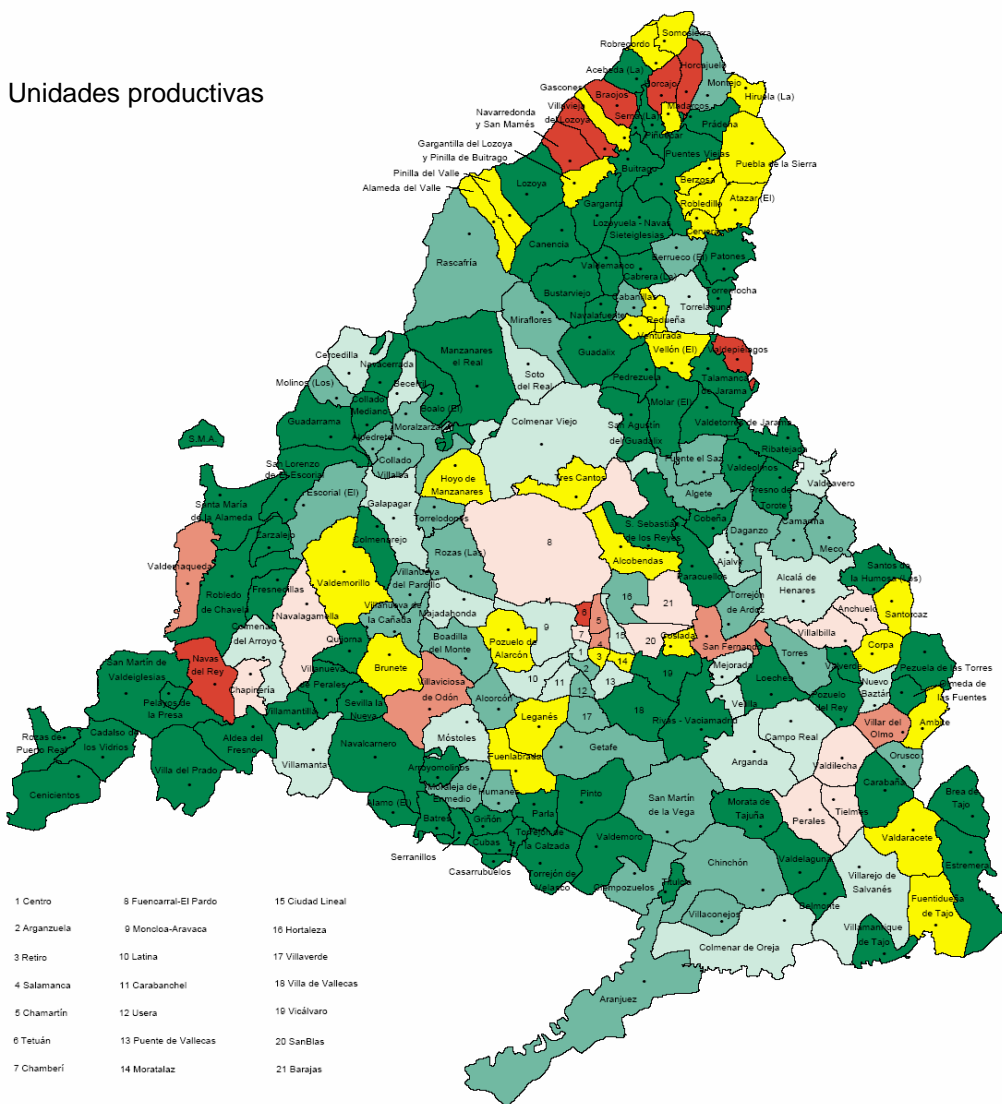 Unidades productivas
Robregordo
Somosierra
Acebeda (La)
Horcajuelo
Montejo
Hiruela (La)
Gascones
Braojos
Horcajo
Madarcos
Navarredonda
y San Mamés
Villavieja
del Lozoya
Serna (La)
Piñuecar
Prádena
Gargantilla del Lozoya
y Pinilla de Buitrago
Buitrago
Puentes Viejas
Puebla de la Sierra
Pinilla del Valle
Alameda del Valle
Lozoya
Berzosa
Robledillo
Atazar (El)
Garganta
Lozoyuela - Navas
Sieteiglesias
Cervera
Canencia
Rascafría
Valdemanco
Berrueco (El)
Patones
Cabrera (La)
Bustarviejo
Torremocha
Cabanillas
Torrelaguna
Miraflores
Navalafuente
Redueña
Venturada
Cercedilla
Navacerrada
Manzanares
el Real
Guadalix
Vellón (El)
Valdepiélagos
Molinos (Los)
Becerril
Soto
del Real
Pedrezuela
Talamanca
de Jarama
Collado
Mediano
Boalo (El)
Molar (El)
Guadarrama
Moralzarzal
Colmenar Viejo
San Agustín
del Guadalix
Valdetorres de Jarama
S.M.A.
Alpedrete
Ribatejada
Collado
Villalba
Fuente el Saz
Valdeolmos
San Lorenzo
de El Escorial
Hoyo de
Manzanares
Tres Cantos
Valdeavero
Escorial (El)
Galapagar
Algete
Fresno de
Torote
Santa María
de la Alameda
Torrelodones
S. Sebastián
de los Reyes
Cobeña
Daganzo
Camarma
Zarzalejo
Colmenarejo
Rozas (Las)
8
Alcobendas
Meco
Valdemaqueda
Valdemorillo
Villanueva
del Parcillo
Ajalvir
Santos de
la Humosa (Los)
Robledo
de Chavela
Fresnedillas
Paracuellos
Alcalá de
Henares
Navalagamella
Villanueva de
la Cañada
Majadahonda
16
21
Torrejón
de Ardoz
Anchuelo
Santorcaz
Colmenar
del Arroyo
Quijorna
Boadilla
del Monte
Pozuelo de
Alarcón
9
6
5
7
4
15
20
Coslada
San Fernando
Villalbilla
Corpa
San Martín de
Valdeiglesias
Navas
del Rey
Chapinería
Villanueva
de Perales
Brunete
1
3
14
Mejorada
Torres
Valverde
Pezuela de las Torres
Villaviciosa
de Odón
10
11
2
12
13
19
Loeches
Nuevo
Baztán
Olmeda de
las Fuentes
Pelayos de
la Presa
Villamantilla
Sevilla la
Nueva
Alcorcón
17
18
Velilla
Pozuelo
del Rey
Rozas de
Puerto Real
Cadalso de
los Vidrios
Aldea del
Fresno
Leganés
Rivas - Vaciamadrid
Villar del
Olmo
Ambite
Navalcarnero
Móstoles
Getafe
Campo Real
Orusco
Villa del Prado
Villamanta
Arganda
Cenicientos
Arroyomolinos
Fuenlabrada
Valdilecha
Carabaña
Moraleja de
Enmedio
Humanes
Brea de
Tajo
Alamo (El)
Pinto
San Martín
de la Vega
Morata de
Tajuña
Tielmes
Batres
Griñón
Parla
Perales
Valdaracete
Cubas
Torrejón de
la Calzada
Valdemoro
Serranillos
Chinchón
Valdelaguna
Estremera
Casarrubuelos
Torrejón de
Velasco
Ciempozuelos
Titulcia
Villarejo de
Salvanés
Villaconejos
Belmonte
Fuentidueña
de Tajo
Colmenar de Oreja
Villamanrique
de Tajo
Aranjuez
1 Centro
2 Arganzuela
3 Retiro
4 Salamanca
5 Chamartín
6 Tetuán
7 Chamberí
8 Fuencarral-El Pardo
9 Moncloa-Aravaca
10 Latina
11 Carabanchel
12 Usera
13 Puente de Vallecas
14 Moratalaz
15 Ciudad Lineal
16 Hortaleza
17 Villaverde
18 Villa de Vallecas
19 Vicálvaro
20 SanBlas
21 Barajas